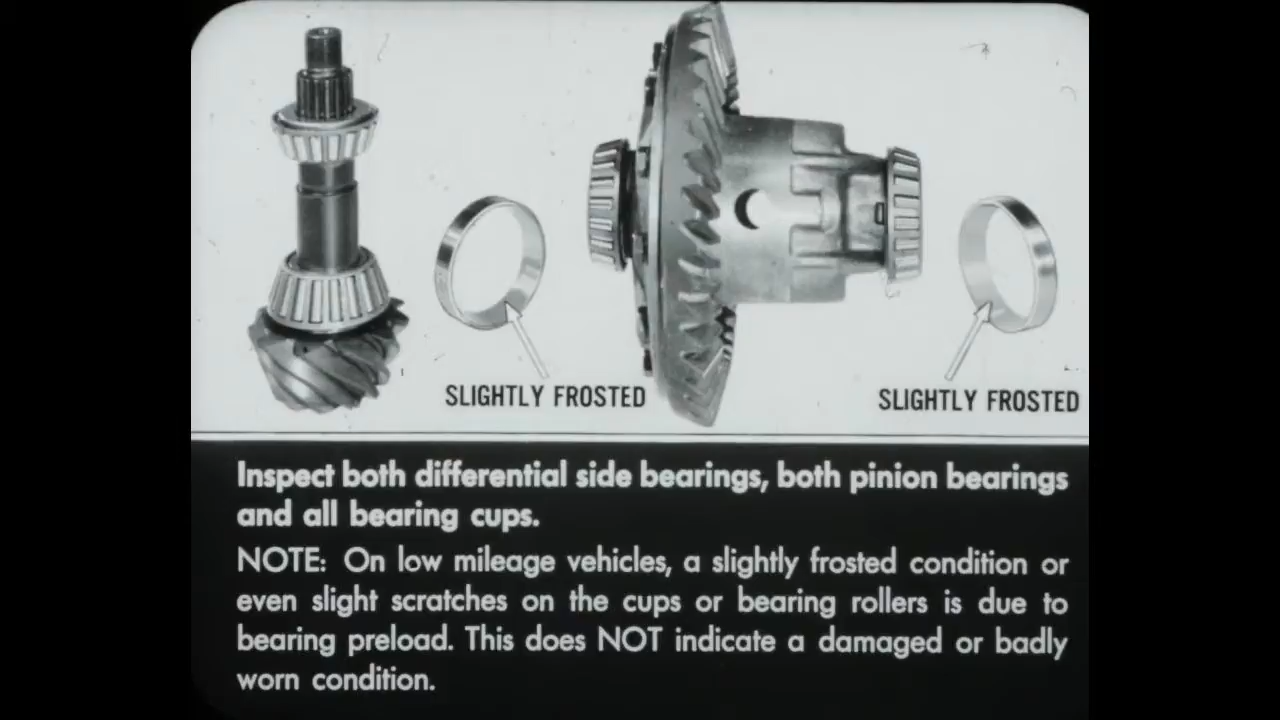 SLIGHTLY FROSTED
SLIGHTLY FROSTED
Inspect both differential side bearings, both pinion bearings
and all bearing cups.
NOTE: On low mileage vehicles, a slightly frosted condition or
even slight scratches on the cups or bearing rollers is due to
bearing preload. This does NOT indicate a damaged or badly
worn condition.